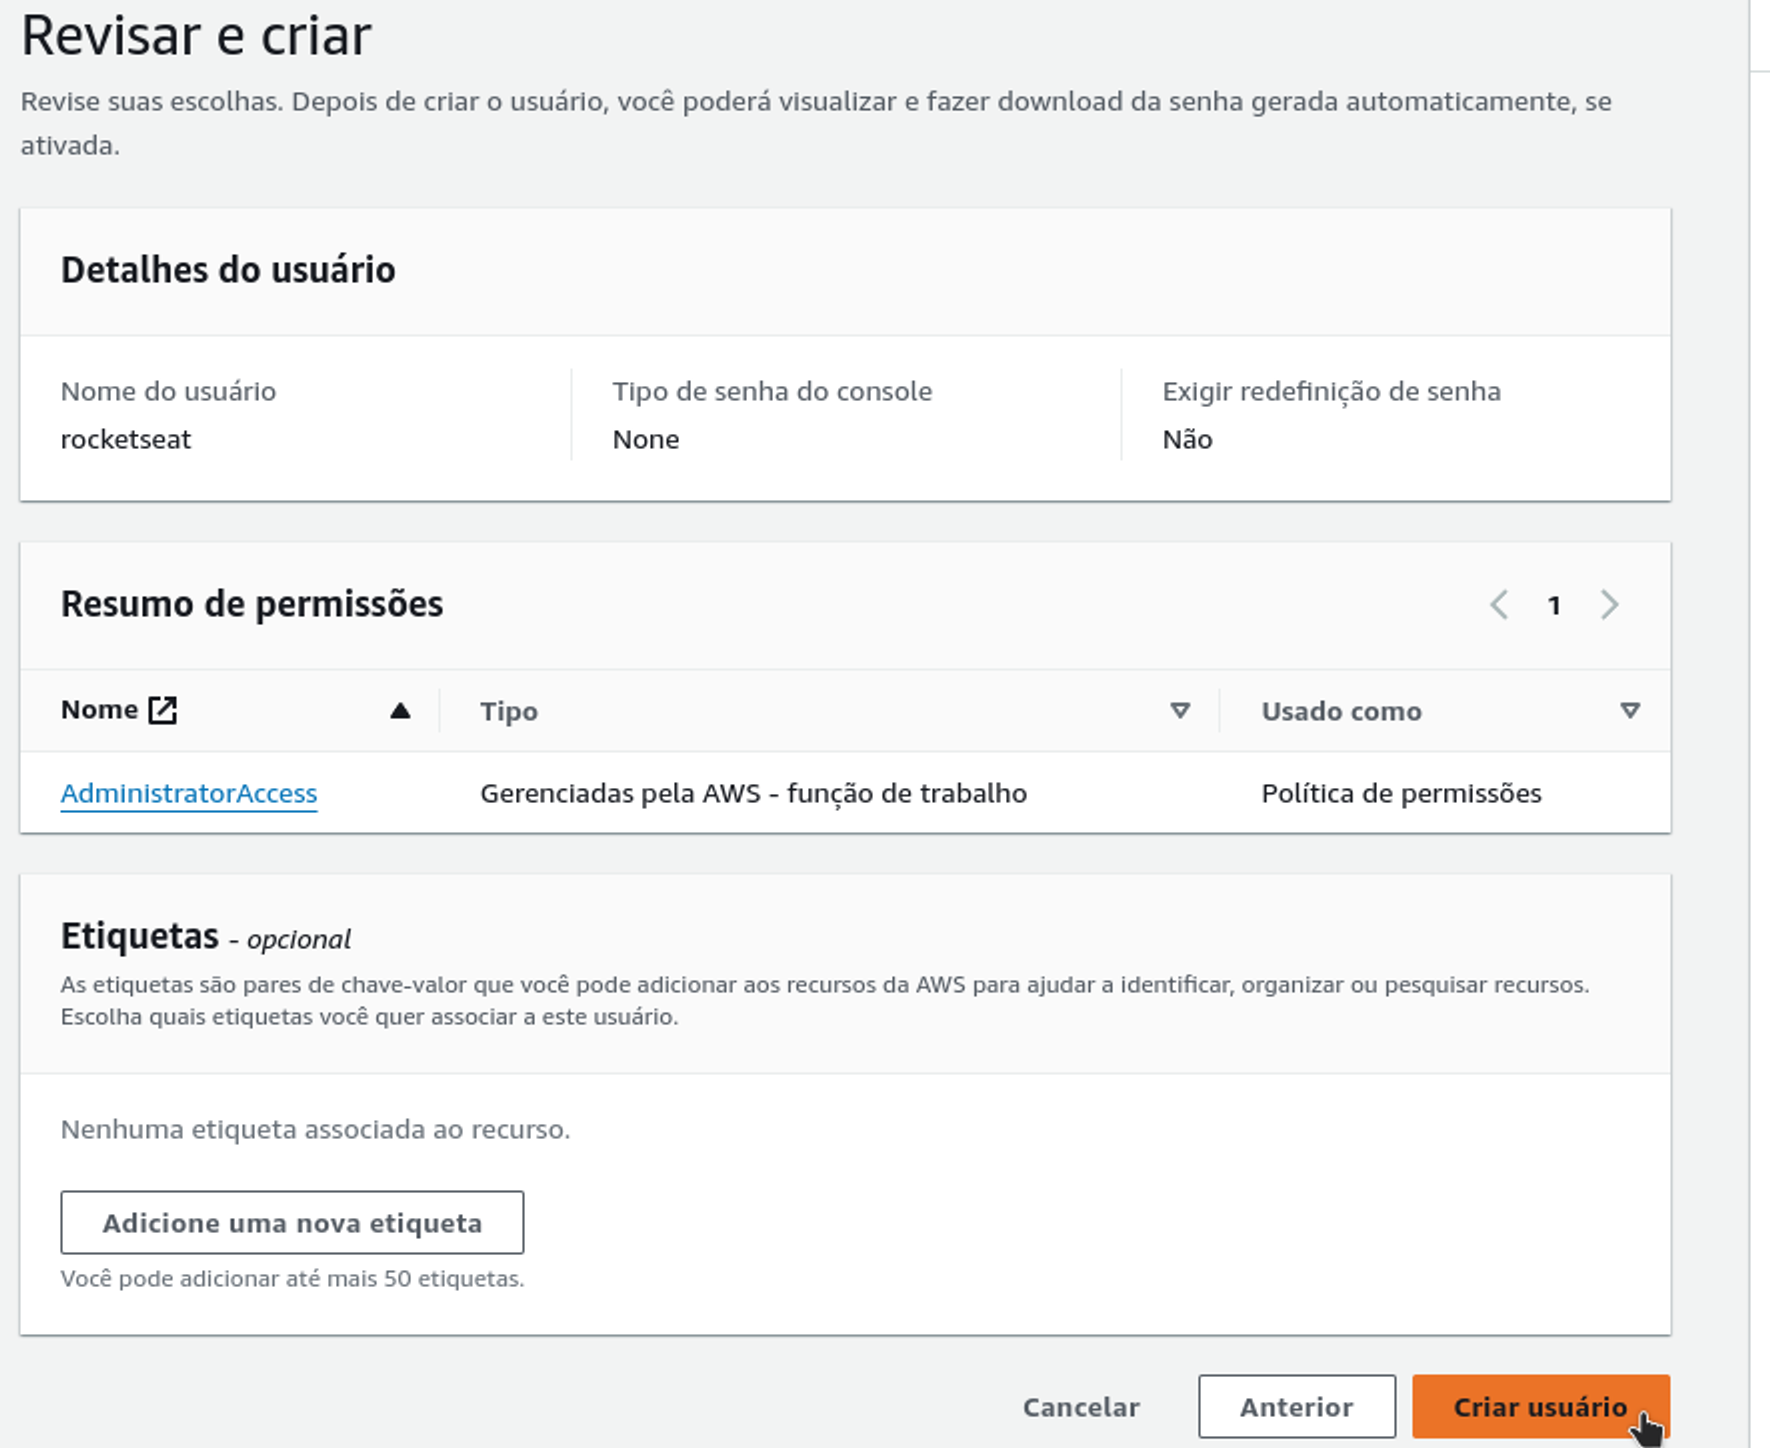 Revisar e criar
Revise suas escolhas. Depois de criar o usuário, você poderá visualizar e fazer download da senha gerada automaticamente, se
ativada.
Detalhes do usuário
Nome do usuário
rocketseat
Tipo de senha do console
None
Exigir redefinição de senha
Não
Resumo de permissões
1
Nome
Tipo
Usado como
AdministratorAccess
Gerenciadas pela AWS - função de trabalho
Política de permissões
Etiquetas - opcional
As etiquetas são pares de chave-valor que você pode adicionar aos recursos da AWS para ajudar a identificar, organizar ou pesquisar recursos.
Escolha quais etiquetas você quer associar a este usuário.
Nenhuma etiqueta associada ao recurso.
Adicione uma nova etiqueta
Você pode adicionar até mais 50 etiquetas.
Cancelar
Anterior
Criar usuário